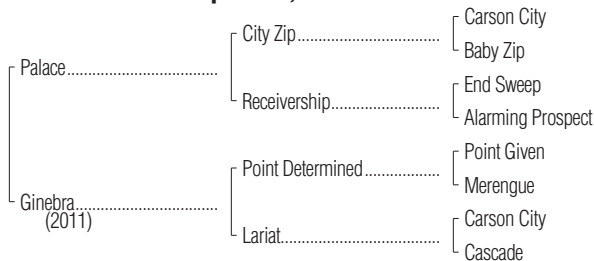 Carson City
City Zip
Baby Zip
Palace
End Sweep
Receivership
Alarming Prospect
Point Given
Point Determined
Merengue
Ginebra
(2011)
Carson City
Lariat
Cascade